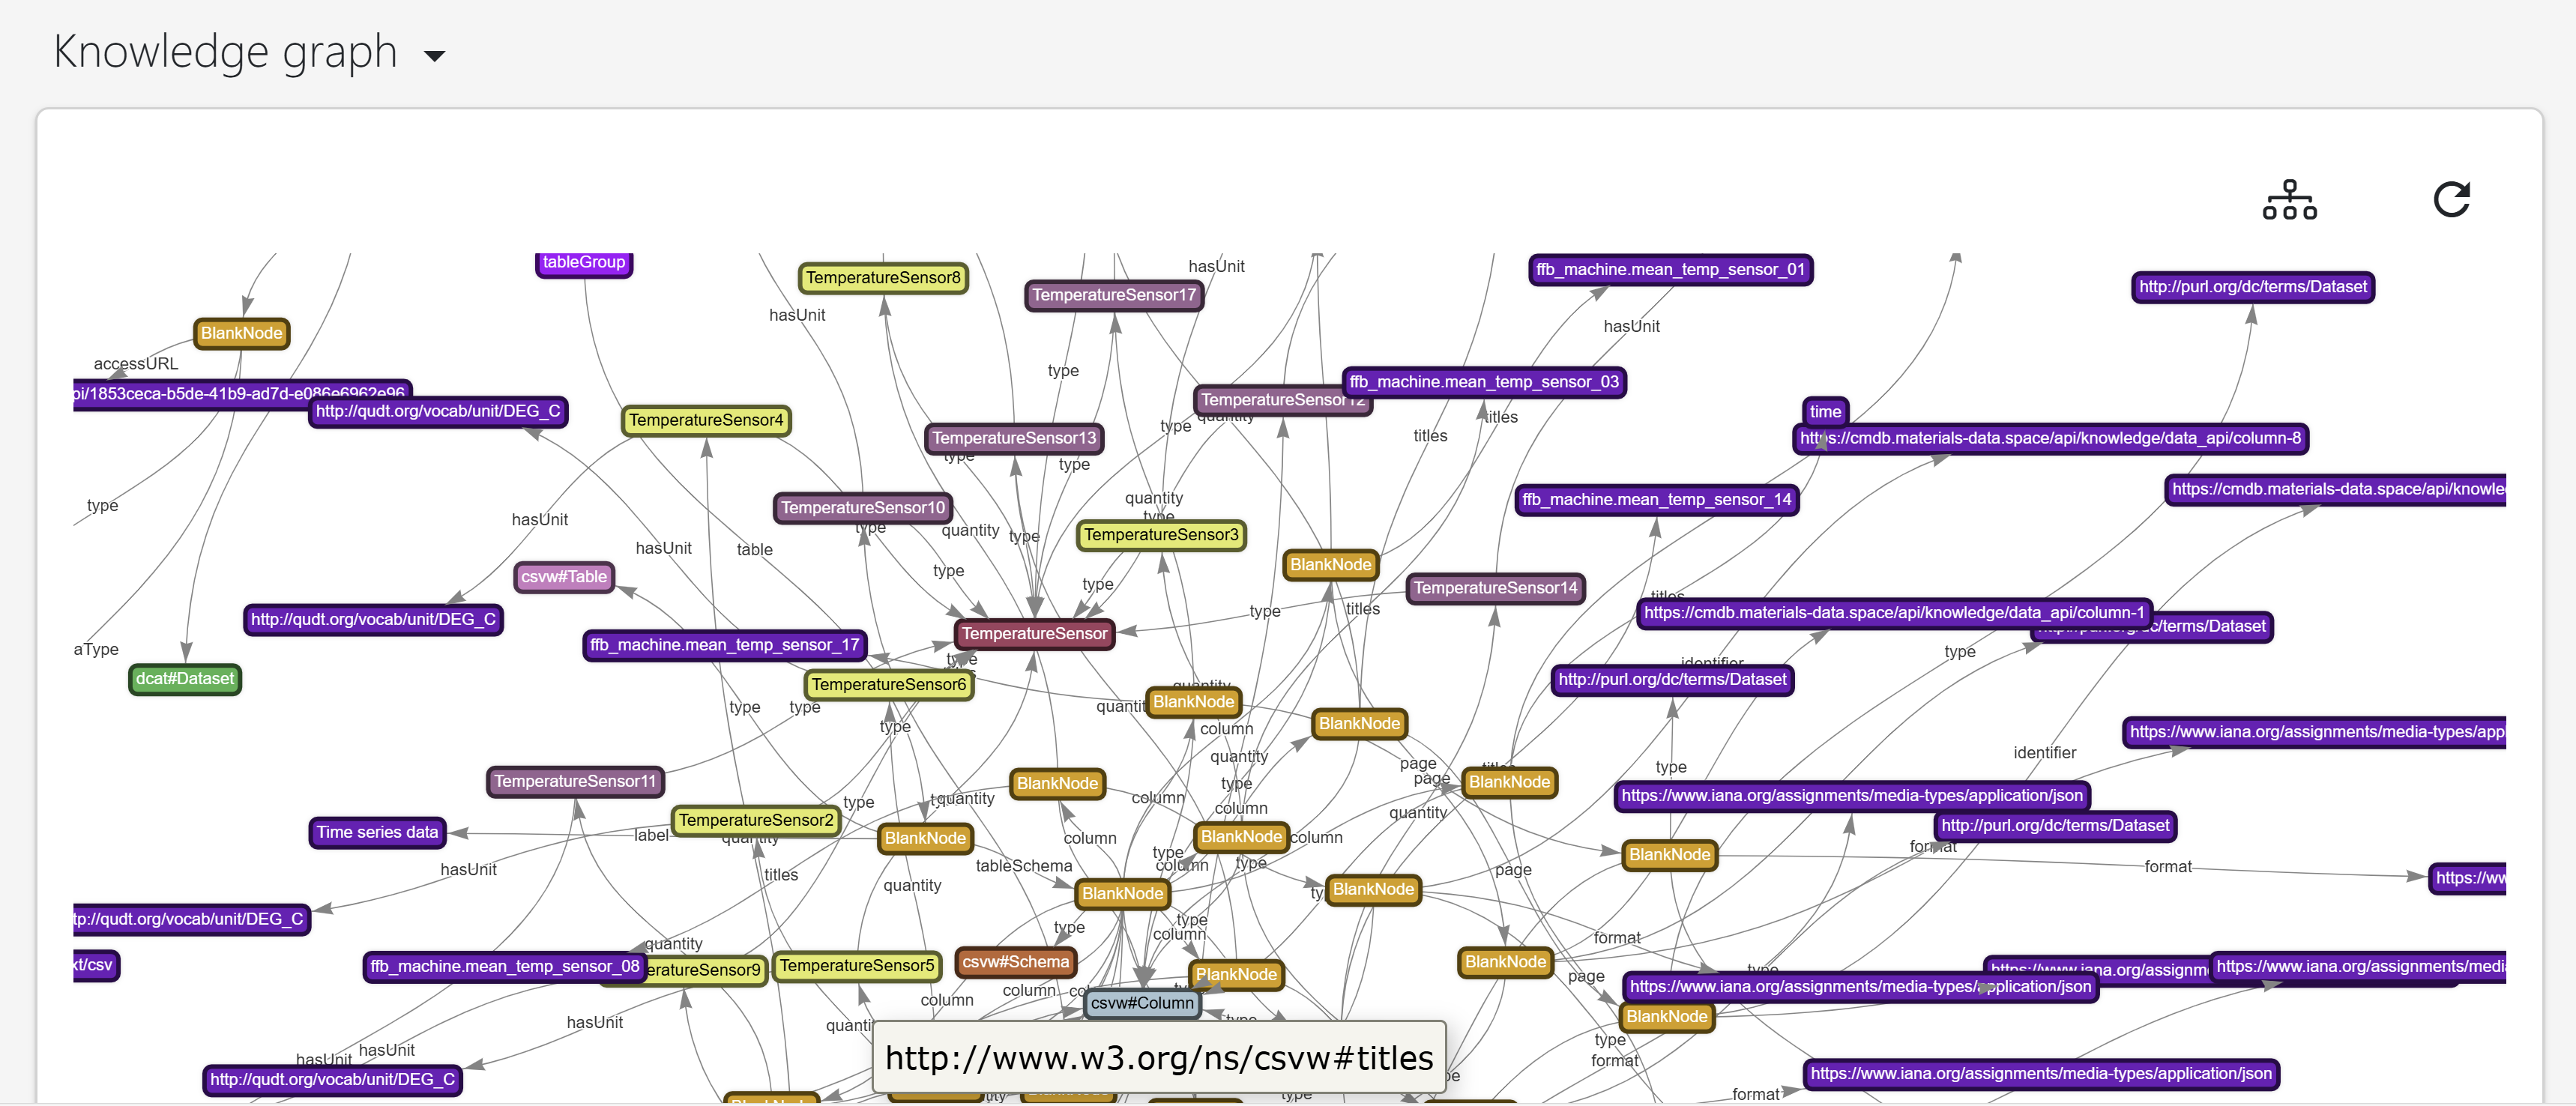 Knowledge graph
tableGroup
TemperatureSensor8
hasUnit
ffb_machine.mean_temp_sensor_01
http://purl.org/dc/terms/Dataset
TemperatureSensor17
hasUnit
hasUnit
BlankNode
accessURL
type
pi/1853ceca-b5de-41b9-ad7d-e086e6962e96
http://qudt.org/vocab/unit/DEG_C
TemperatureSensor4
TemperatureSensor12
ffb_machine.mean_temp_sensor_03
quantity
titles
time
TemperatureSensor13
type
titles
https://cmdb.materials-data.space/api/knowledge/data_api/column-8
type
type
type
TemperatureSensor10
quantity
ffb_machine.mean_temp_sensor_14
https://cmdb.materials-data.space/api/knowle
hasUnit
type
quantity
type
type
TemperatureSensor3
hasUnit
table
type
type
BlankNode
csvw#Table
TemperatureSensor14
titles
http://qudt.org/vocab/unit/DEG_C
type
titles
https://cmdb.materials-data.space/api/knowledge/data_api/column-1
/terms/Dataset
TemperatureSensor
ffb_machine.mean_temp_sensor_17
type
aType
type
identifier
dcat#Dataset
TemperatureSensor6
quantity
http://purl.org/dc/terms/Dataset
BlankNode
type
type
quantit
column
BlankNode
type
https://www.iana.org/assignments/media-types/appl
identifier
quantity
page
type
page
titles
TemperatureSensor11
BlankNode
type
BlankNode
https://www.iana.org/assignments/media-types/application/json
type
quantity
column
column
quantity
TemperatureSensor2
http://purl.org/dc/terms/Dataset
Time series data
label
quantity
BlankNode
column
BlankNode
column
format
type
BlankNode
hasUnit
titles
tableSchema
column
type
page
format
https://ww
quantity
BlankNode
BlankNode
ty
tp://qudt.org/vocab/unit/DEG_C
type
type
column
format
quantity
xt/csv
ffb_machine.mean_temp_sensor_08
eratureSensor9
TemperatureSensor5
csvw#Schema
BlankNode
BlankNode
type
https://www.iana.org/assignm
https://www.iana.org/assignments/media
page
https://www.iana.org/assignments/media-types/application/json
column
column
csvw#Column
hasUnit
quanti
type
BlankNode
type
http://www.w3.org/ns/csvw#titles
hasUnit
hasUnit
format
http://qudt.org/vocab/unit/DEG_C
https://www.iana.org/assignments/media-types/application/json
type
format